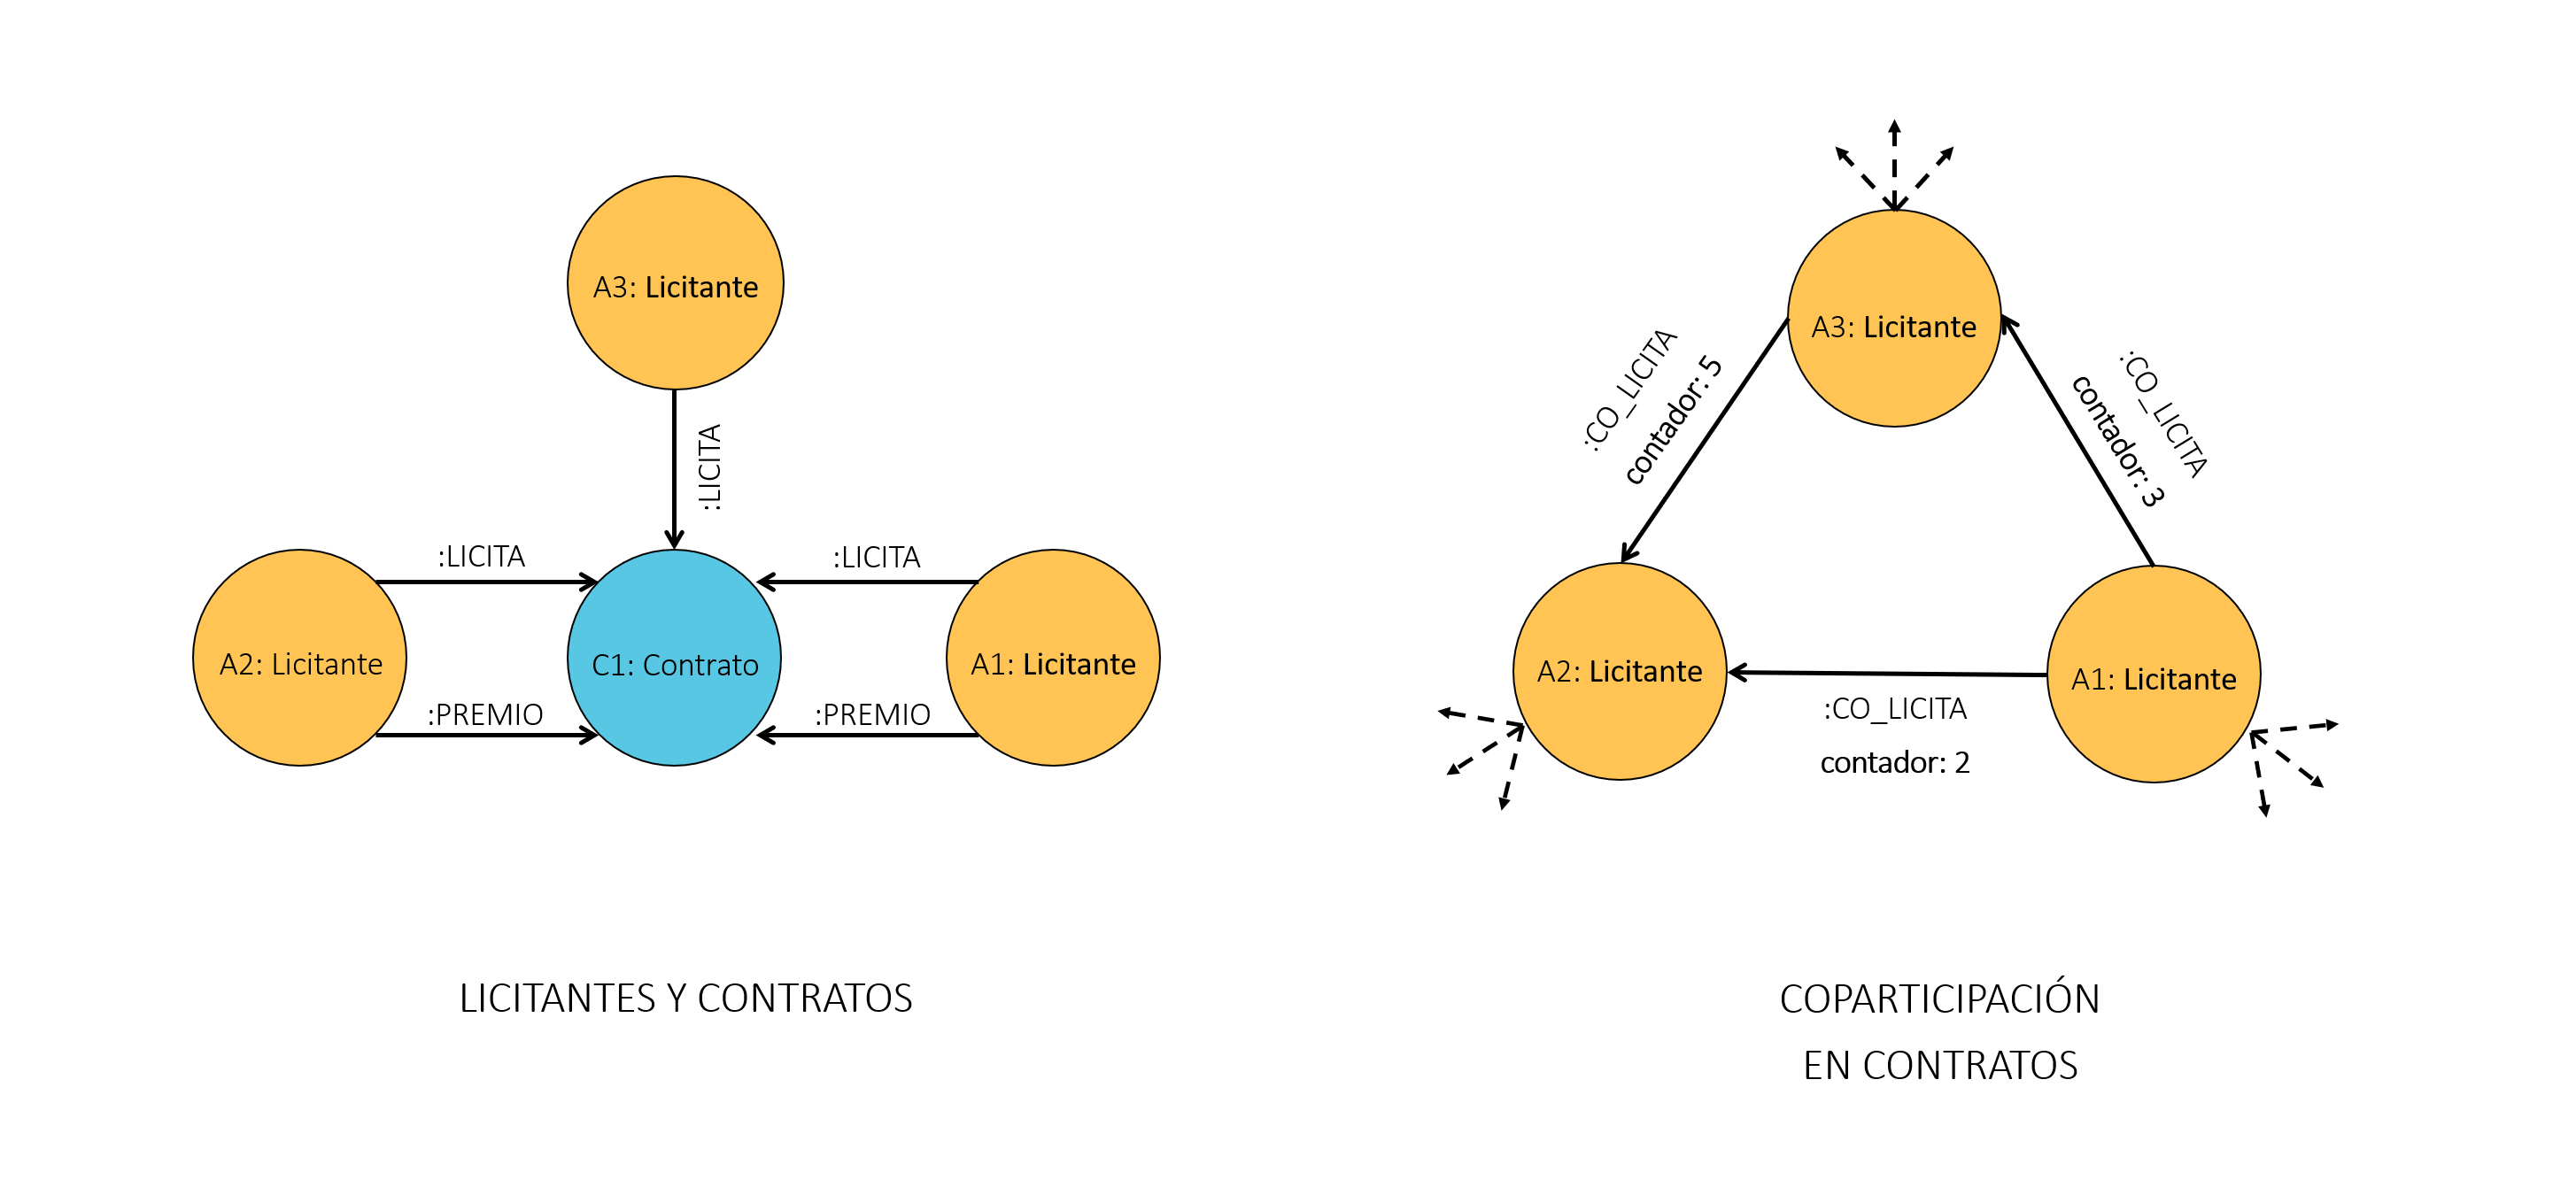 A3: Licitante
:LICITA
:LICITA
:LICITA
A2: Licitante
C1: Contrato
A1: Licitante
:PREMIO
:PREMIO
LICITANTES Y CONTRATOS
A3: Licitante
:CO_LICITA
contador: 5
:CO_LICITA
contador: 3
A2: Licitante
A1: Licitante
:CO_LICITA
contador: 2
COPARTICIPACIÓN
EN CONTRATOS